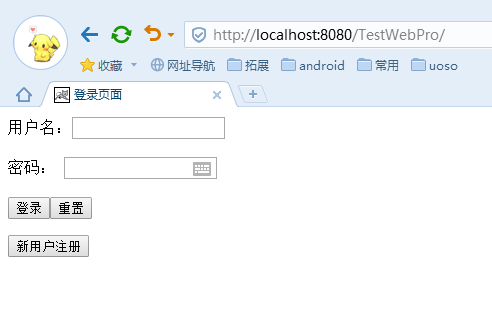 http://localhost:8080/TestWebPro/
收藏 网址导航 拓展 android 常用 uoso
登录页面
用户名：
密码：
登录 重置
新用户注册